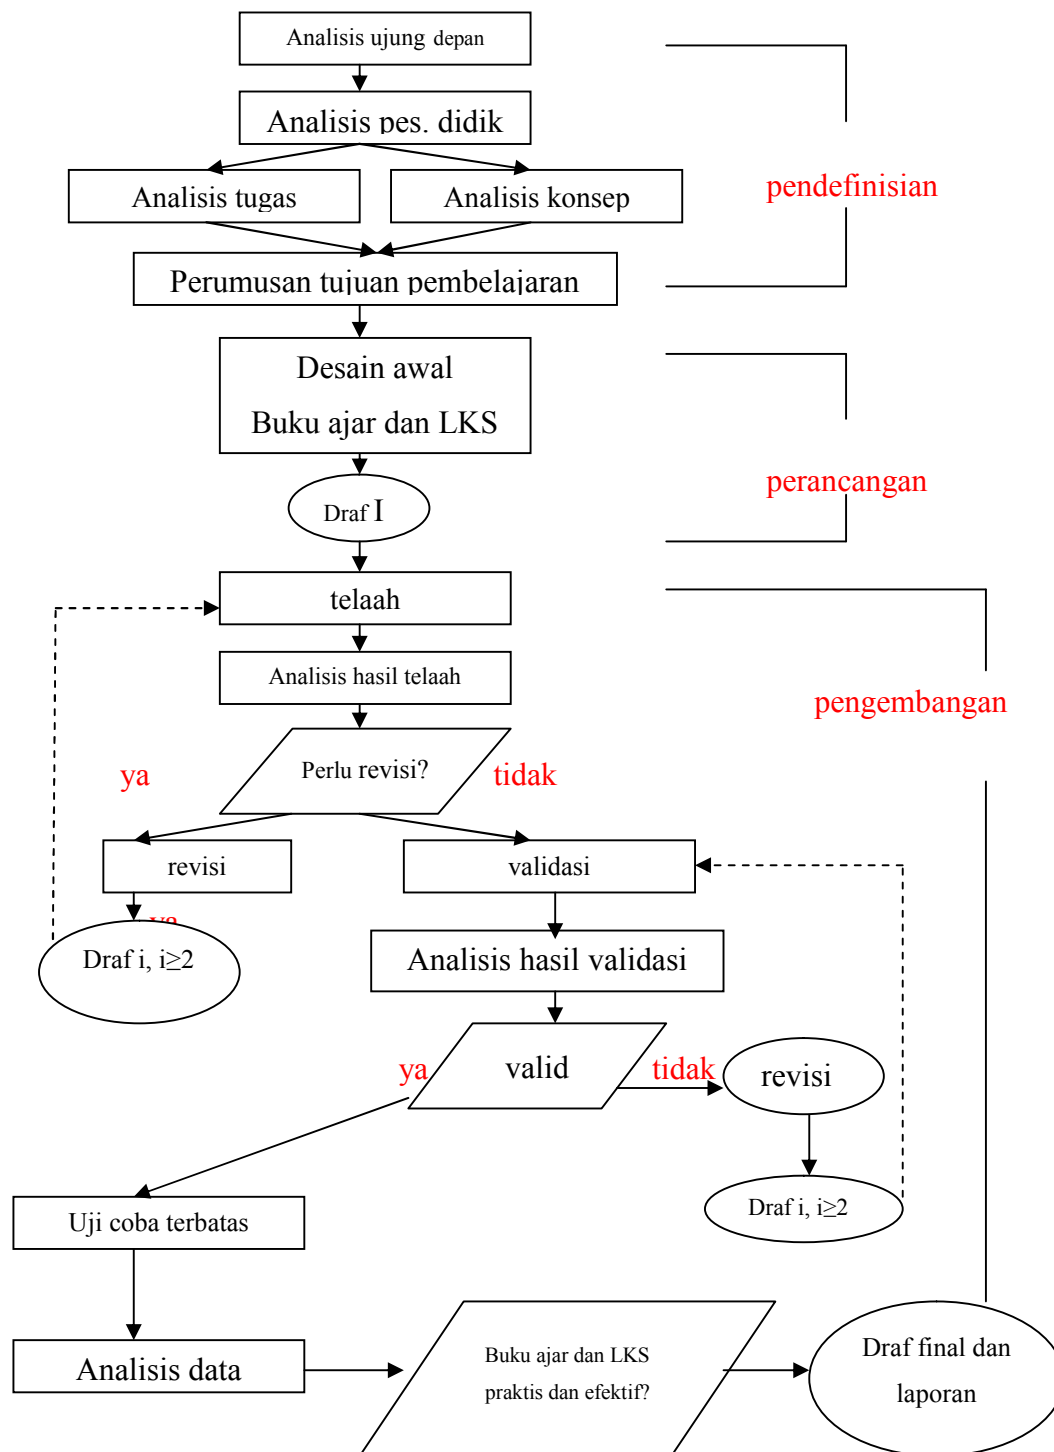 Analisis ujung depan
Analisis pes. didik
Analisis tugas
Analisis konsep
pendefinisian
Perumusan tujuan pembelajaran
Desain awal
Buku ajar dan LKS
perancangan
Draf I
telaah
Analisis hasil telaah
pengembangan
Perlu revisi?
ya
tidak
revisi
validasi
ya
Draf i, i≥2
Analisis hasil validasi
valid
ya
tidak
revisi
Draf i, i≥2
Uji coba terbatas
Analisis data
Buku ajar dan LKS
praktis dan efektif?
Draf final dan
laporan